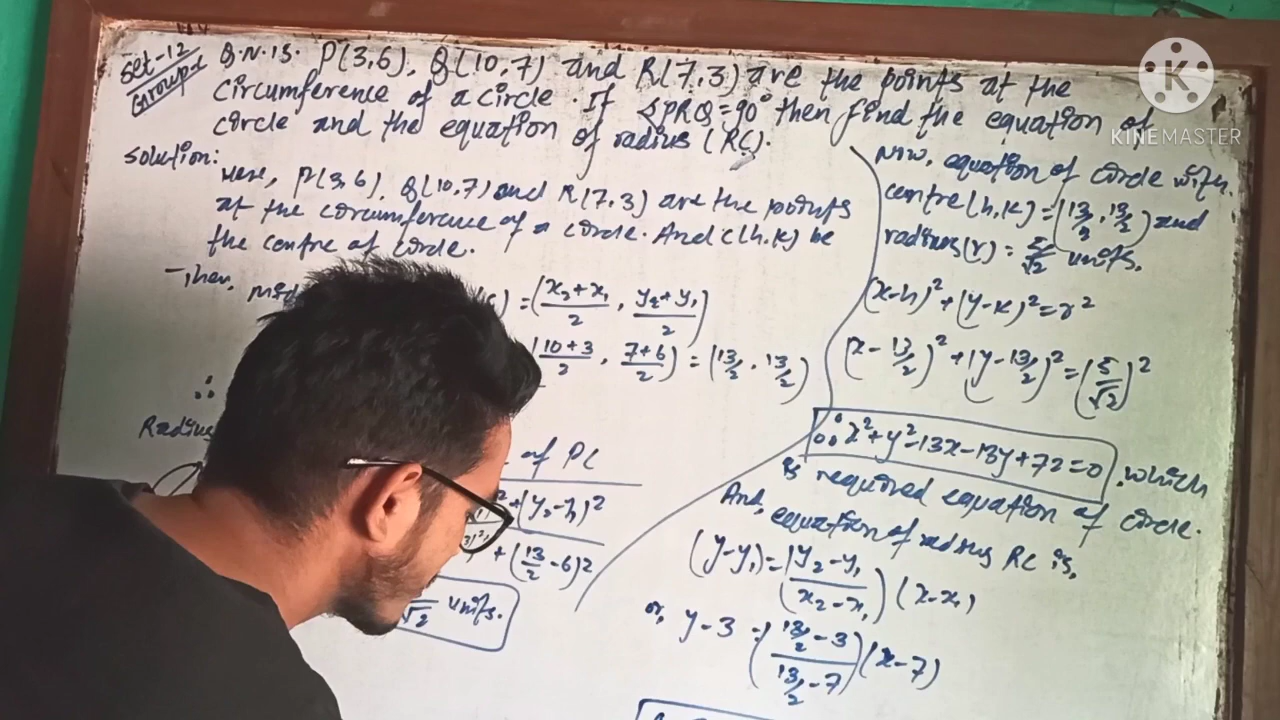 Set-12
Group-C
Q.N.13. P(3,6), Q(10,7) and R(7,3) are the points at the
circumference of a circle. If ∠PRQ=90° then find the equation of
circle and the equation of radius (RC).
Solution:
Here, P(3,6), Q(10,7) and R(7,3) are the points
at the circumference of a circle. And C(h,k) be
the centre of circle.
Then,
= (x₂+x₁/2, y₂+y₁/2)
(10+3/2, 7+6/2) = (13/2, 13/2)
∴
Radius
of PC
²+(y₂-y₁)²
+(13/2-6)²
√2 units.
Now, equation of circle with
centre(h,k)=(13/2,13/2) and
radius(r)=5/√2 units,
(x-h)²+(y-k)²=r²
(x-13/2)²+(y-13/2)²=(5/√2)²
∴ x²+y²-13x-13y+72=0, which
is required equation of circle.
And, equation of radius RC is,
(y-y₁)=(y₂-y₁/x₂-x₁)(x-x₁)
or, y-3=(13/2-3/13/2-7)(x-7)
KINEMASTER